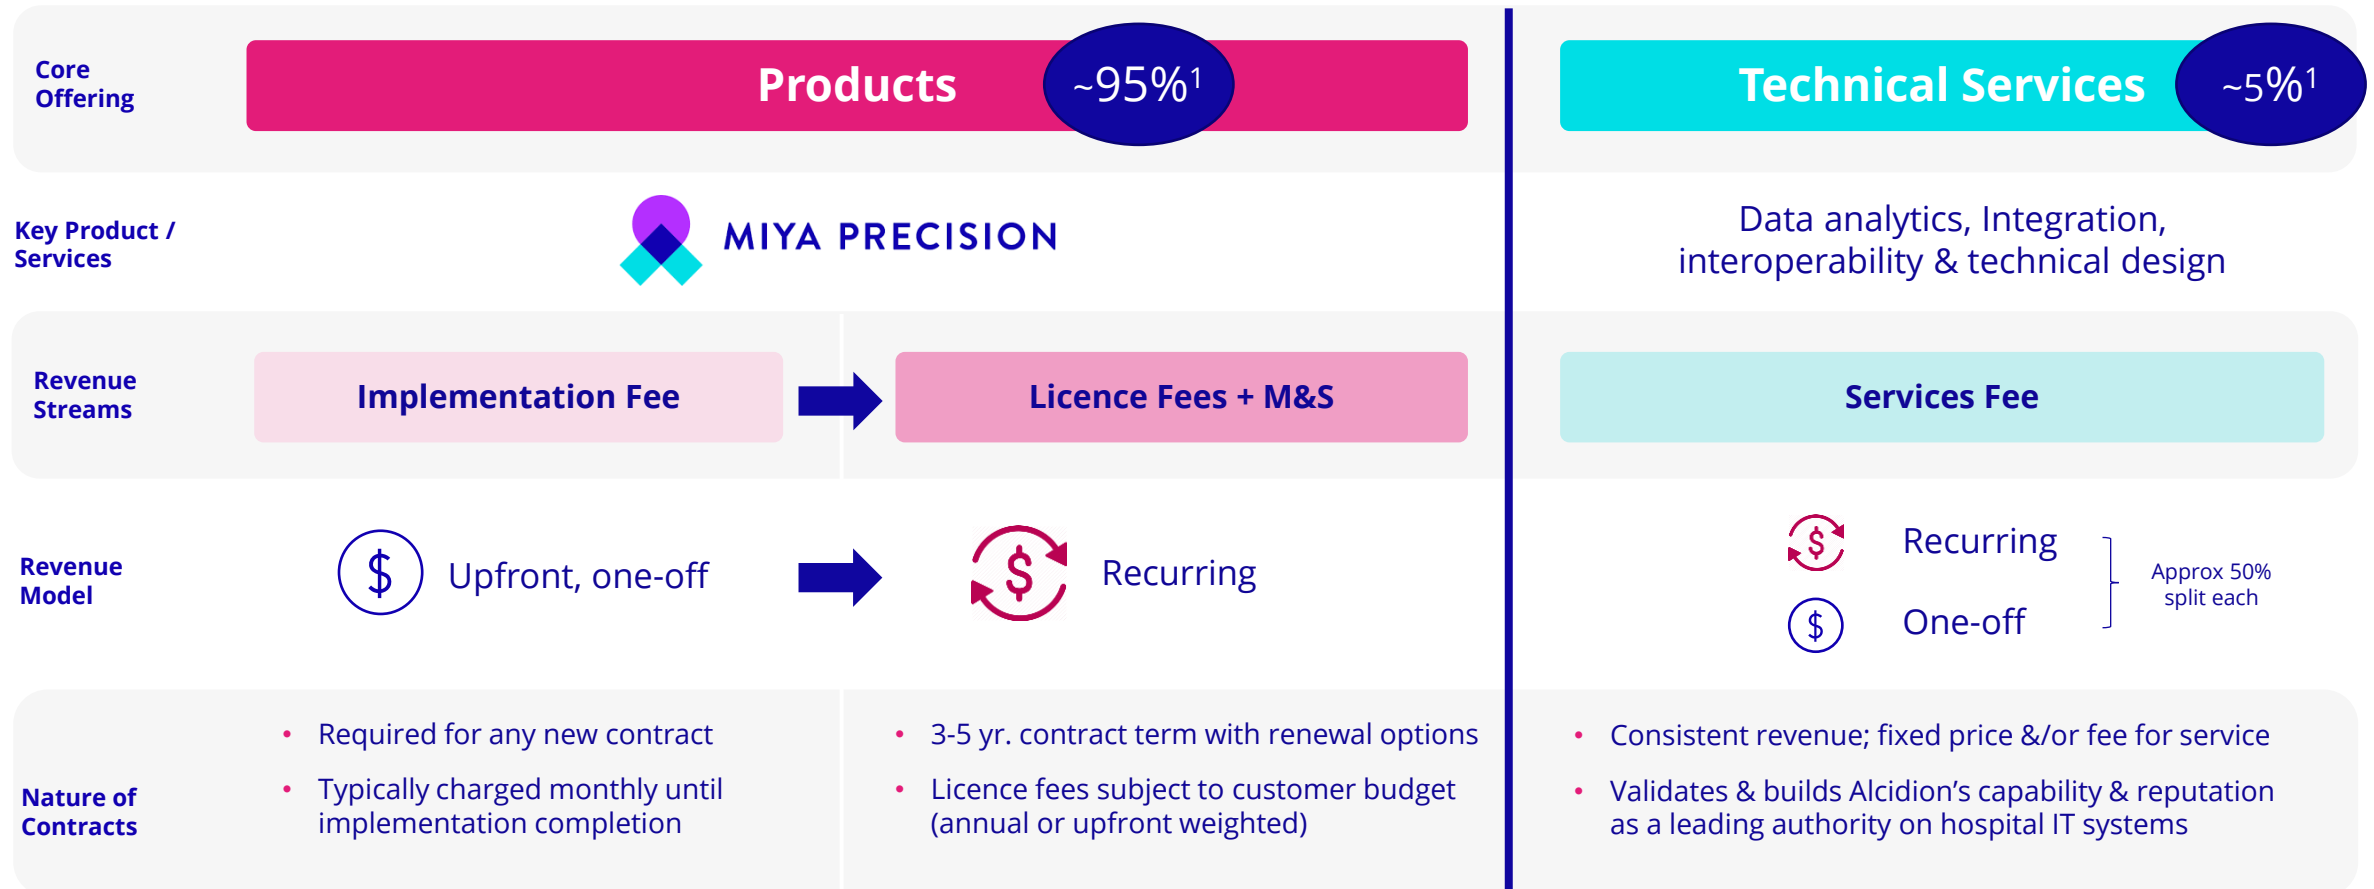 Core
Offering
Products
~95%¹
Technical Services
~5%¹
Key Product /
Services
MIYA PRECISION
Data analytics, Integration,
interoperability & technical design
Revenue
Streams
Implementation Fee
Licence Fees + M&S
Services Fee
Revenue
Model
$
Upfront, one-off
$
Recurring
$
Recurring
$
One-off
Approx 50%
split each
Nature of
Contracts
• Required for any new contract
• Typically charged monthly until
implementation completion
• 3-5 yr. contract term with renewal options
• Licence fees subject to customer budget
(annual or upfront weighted)
• Consistent revenue; fixed price &/or fee for service
• Validates & builds Alcidion’s capability & reputation
as a leading authority on hospital IT systems